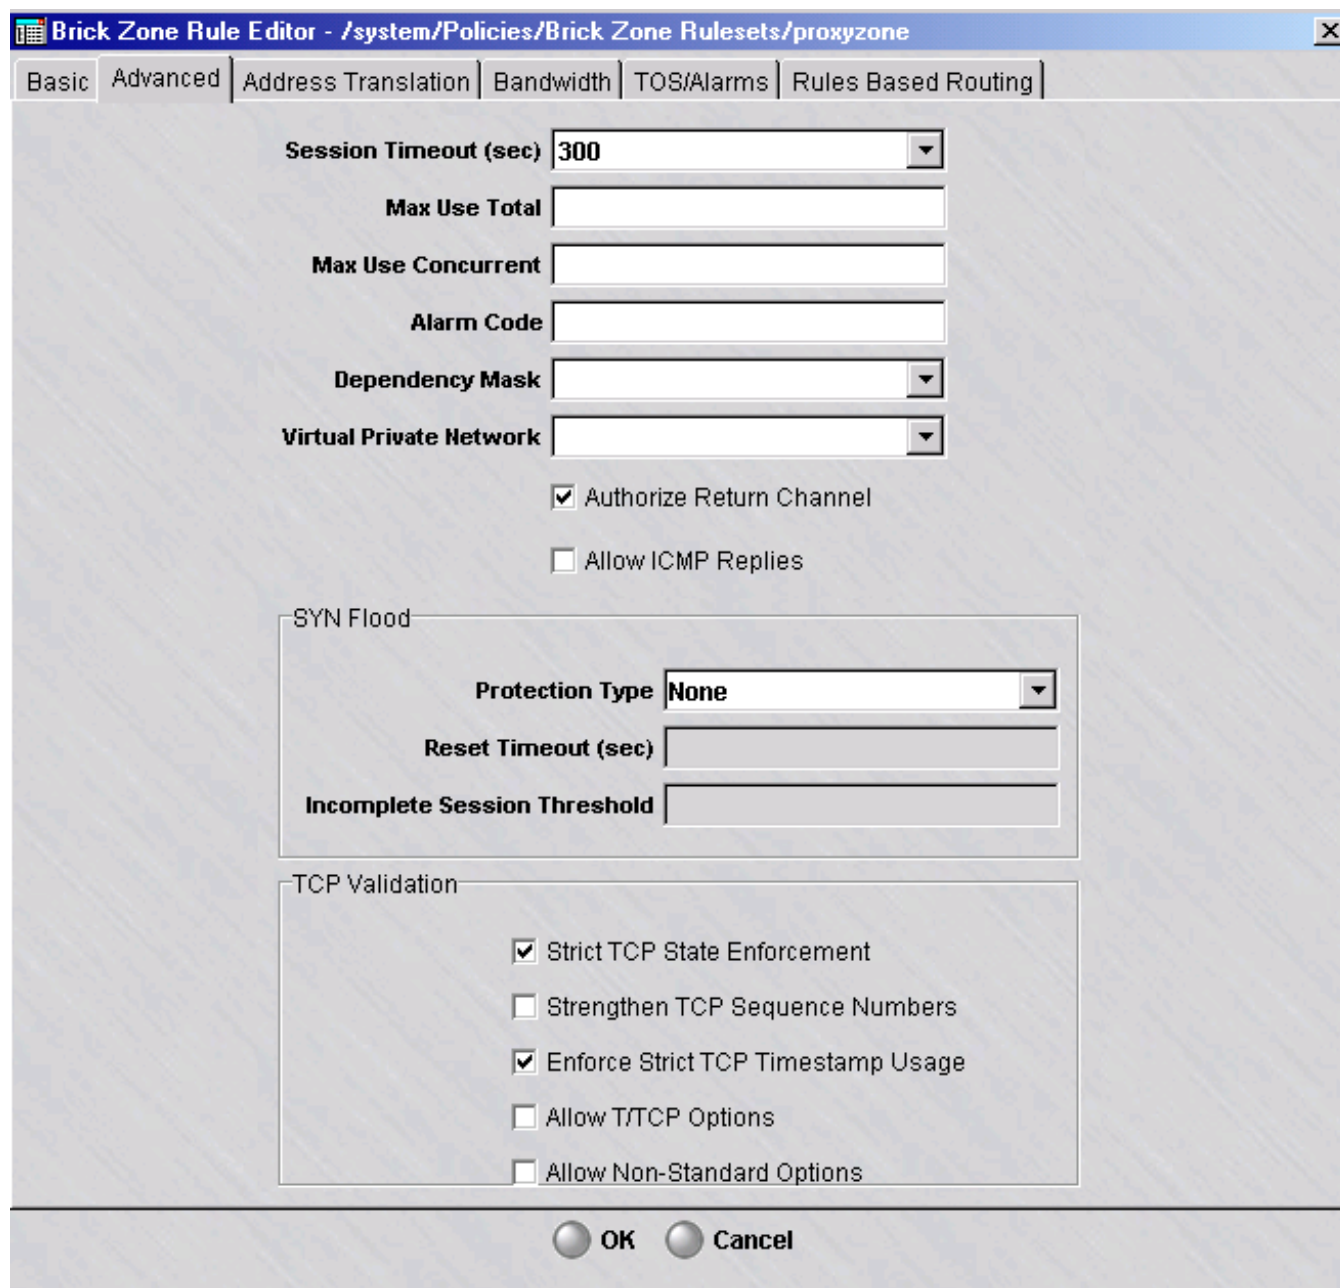 Brick Zone Rule Editor - /system/Policies/Brick Zone Rulesets/proxyzone
Basic Advanced Address Translation Bandwidth TOS/Alarms Rules Based Routing
Session Timeout (sec) 300
Max Use Total
Max Use Concurrent
Alarm Code
Dependency Mask
Virtual Private Network
Authorize Return Channel
Allow ICMP Replies
SYN Flood
Protection Type None
Reset Timeout (sec)
Incomplete Session Threshold
TCP Validation
Strict TCP State Enforcement
Strengthen TCP Sequence Numbers
Enforce Strict TCP Timestamp Usage
Allow T/TCP Options
Allow Non-Standard Options
OK Cancel